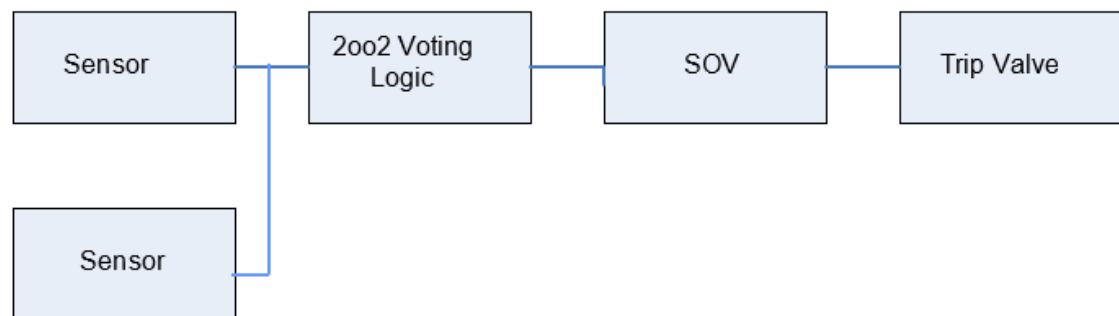 Sensor
2oo2 Voting
Logic
SOV
Trip Valve
Sensor